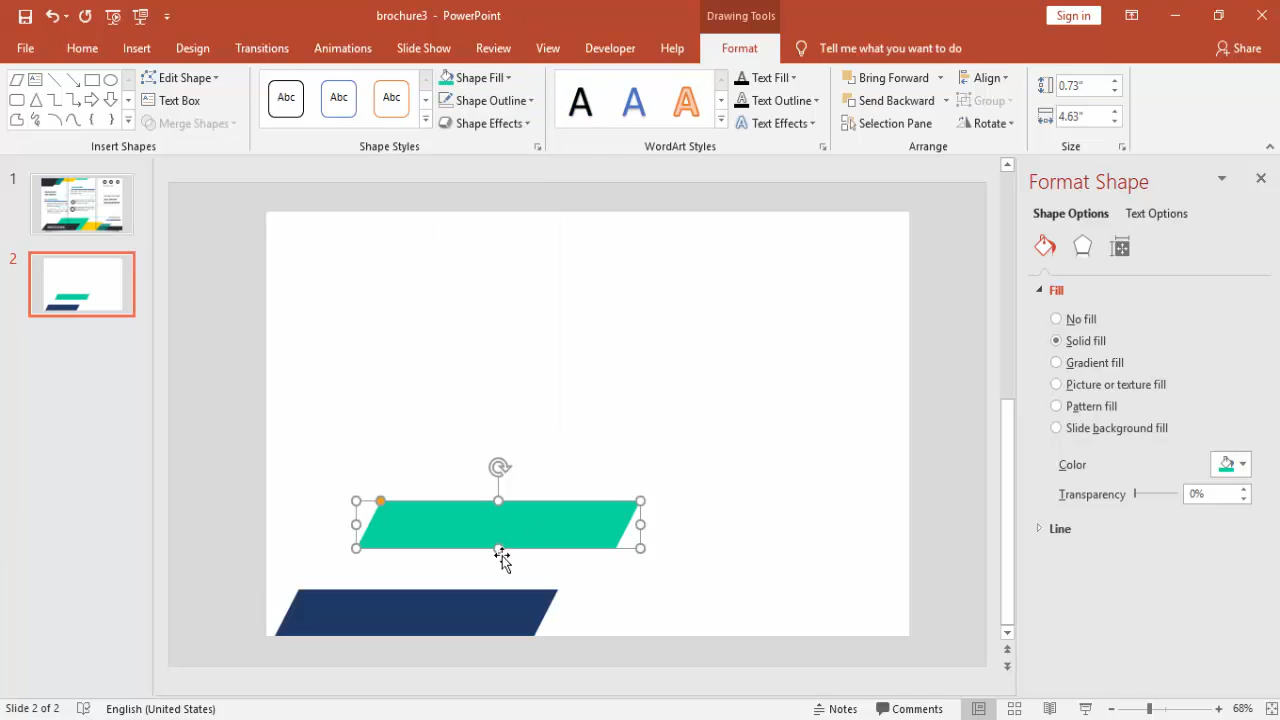 brochure3 - PowerPoint
Drawing Tools
Sign in
File Home Insert Design Transitions Animations Slide Show Review View Developer Help Format Tell me what you want to do Share
Edit Shape
Text Box
Merge Shapes
Insert Shapes
Abc Abc Abc
Shape Fill
Shape Outline
Shape Effects
Shape Styles
A A A
Text Fill
Text Outline
Text Effects
WordArt Styles
Bring Forward
Send Backward
Selection Pane
Align
Group
Rotate
Arrange
0.73"
4.63"
Size
1
2
Format Shape
Shape Options Text Options
Fill
No fill
Solid fill
Gradient fill
Picture or texture fill
Pattern fill
Slide background fill
Color
Transparency 0%
Line
Slide 2 of 2 English (United States) Notes Comments 68%